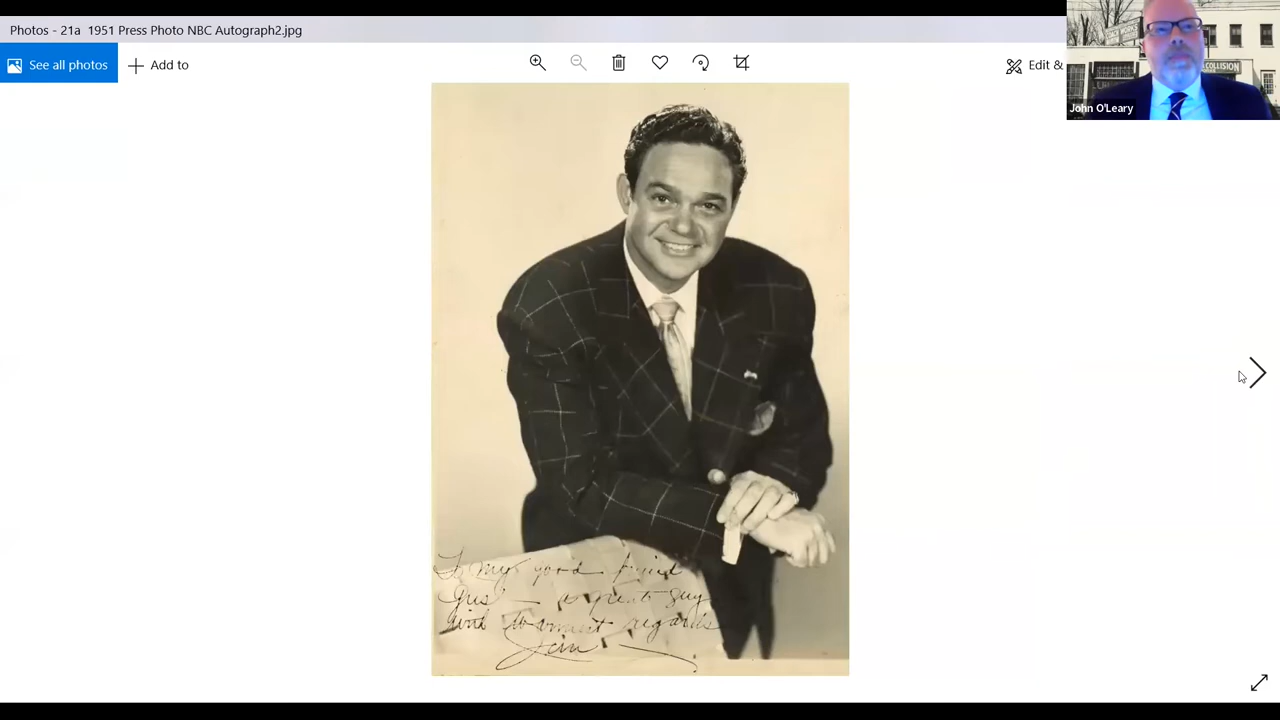 Photos - 21a 1951 Press Photo NBC Autograph2.jpg
See all photos
Add to
Edit &
COLLISION
John O'Leary
To my good friend
Gus — a great guy
with warmest regards